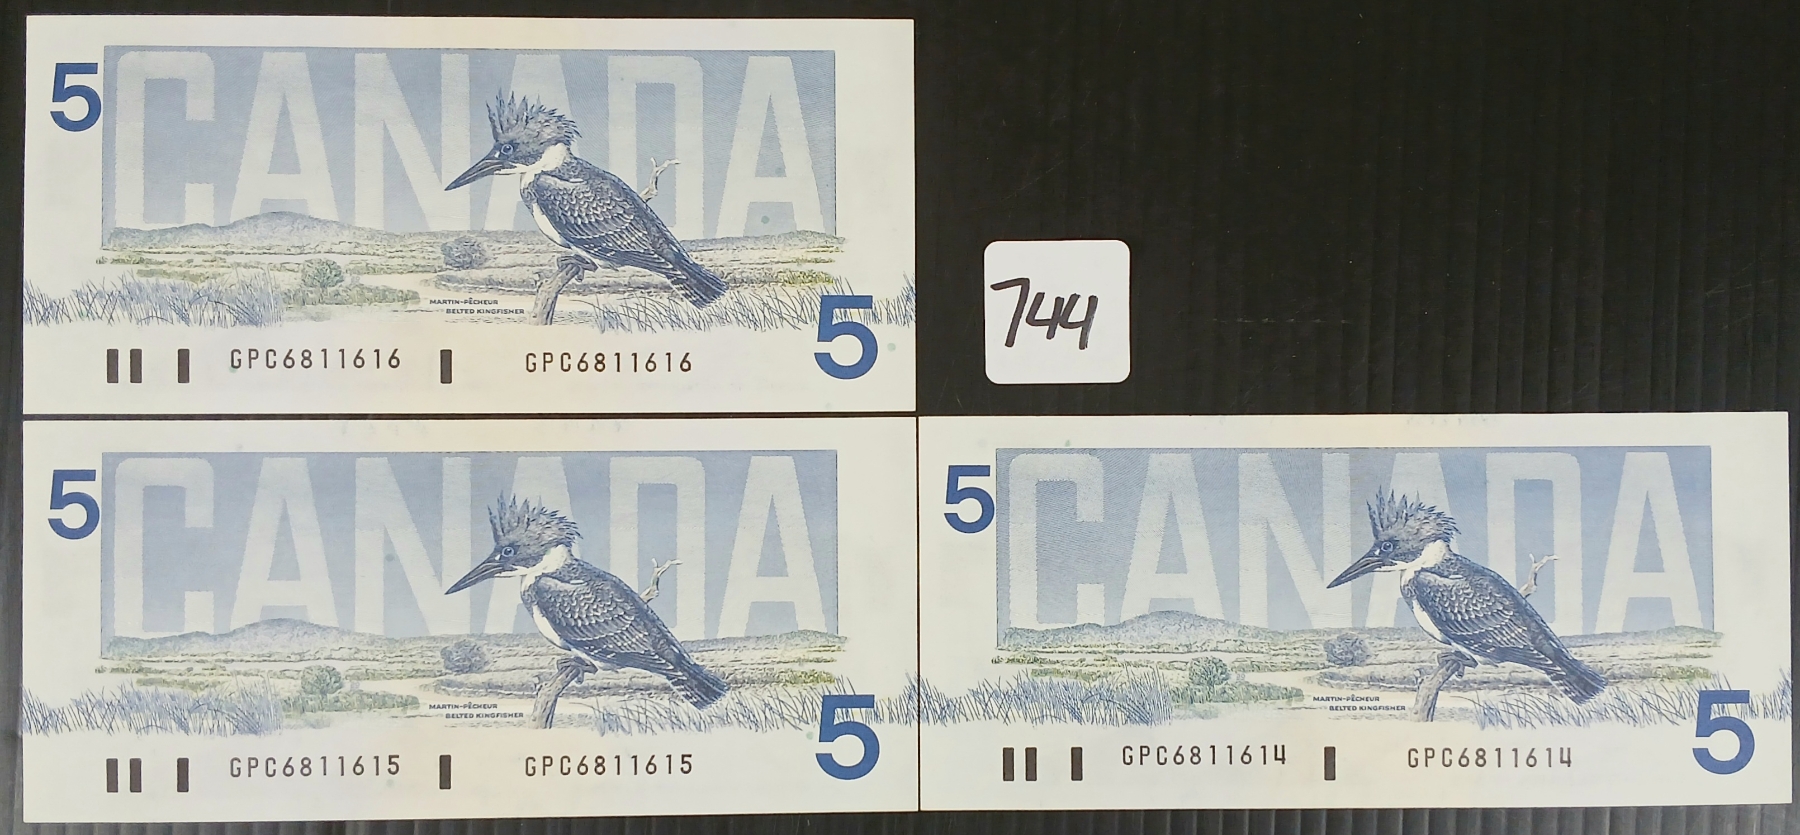 5
CANADA
MARTIN-PÊCHEUR
BELTED KINGFISHER
5
GPC6811616 GPC6811616
744
5
CANADA
MARTIN-PÊCHEUR
BELTED KINGFISHER
5
GPC6811615 GPC6811615
5
CANADA
MARTIN-PÊCHEUR
BELTED KINGFISHER
5
GPC6811614 GPC6811614